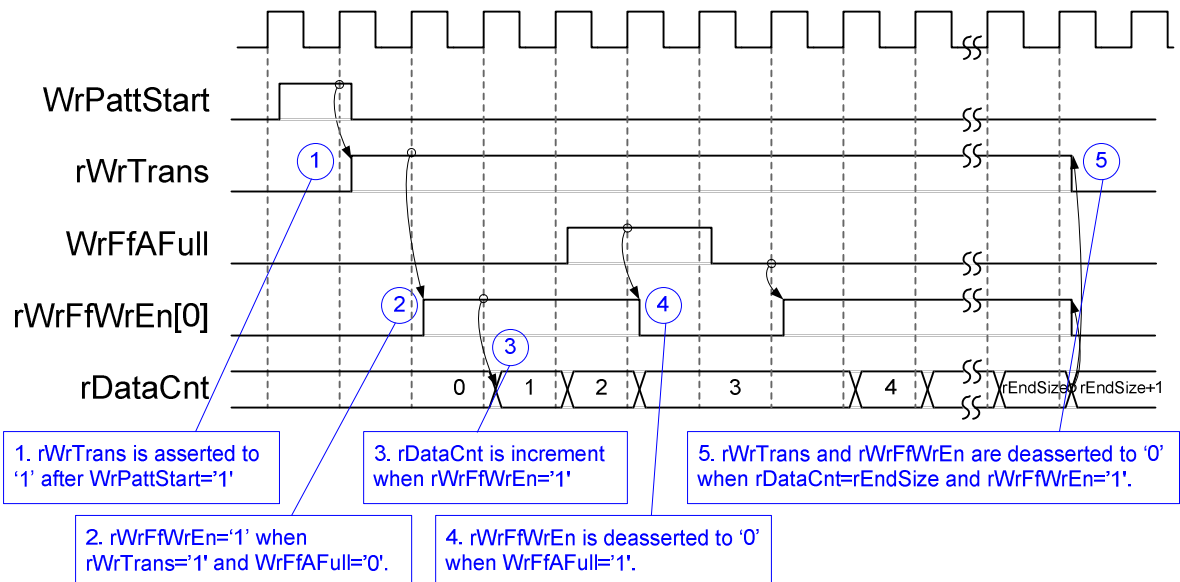 WrPattStart
rWrTrans
1
5
WrFfAFull
rWrFfWrEn[0]
2
4
3
rDataCnt
0
1
2
3
4
rEndSize
rEndSize+1
1. rWrTrans is asserted to
‘1’ after WrPattStart=’1'
3. rDataCnt is increment
when rWrFfWrEn=’1'
5. rWrTrans and rWrFfWrEn are deasserted to ‘0’
when rDataCnt=rEndSize and rWrFfWrEn=’1'.
2. rWrFfWrEn=‘1’ when
rWrTrans=’1' and WrFfAFull=’0'.
4. rWrFfWrEn is deasserted to ‘0’
when WrFfAFull=’1'.